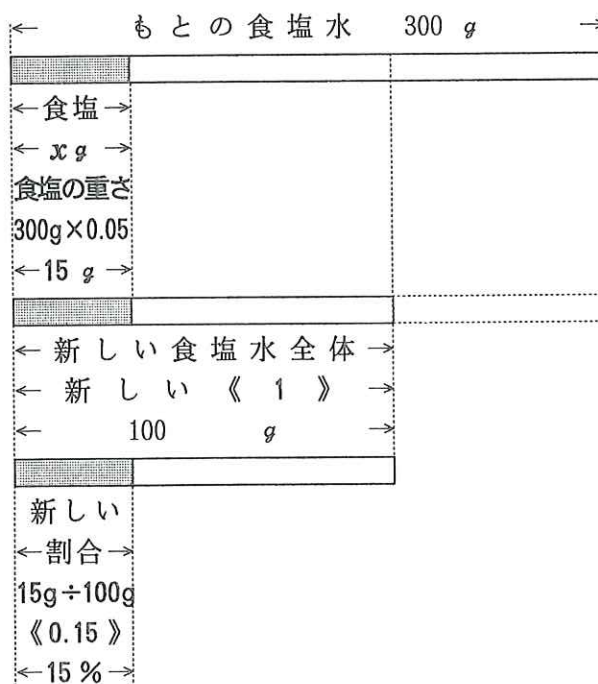 ← もとの食塩水 300 g →
←食塩→
← x g →
食塩の重さ
300g×0.05
←15 g →
← 新しい食塩水全体 →
← 新しい《 1 》 →
← 100 g →
新しい
←割合→
15g÷100g
《0.15》
←15%→